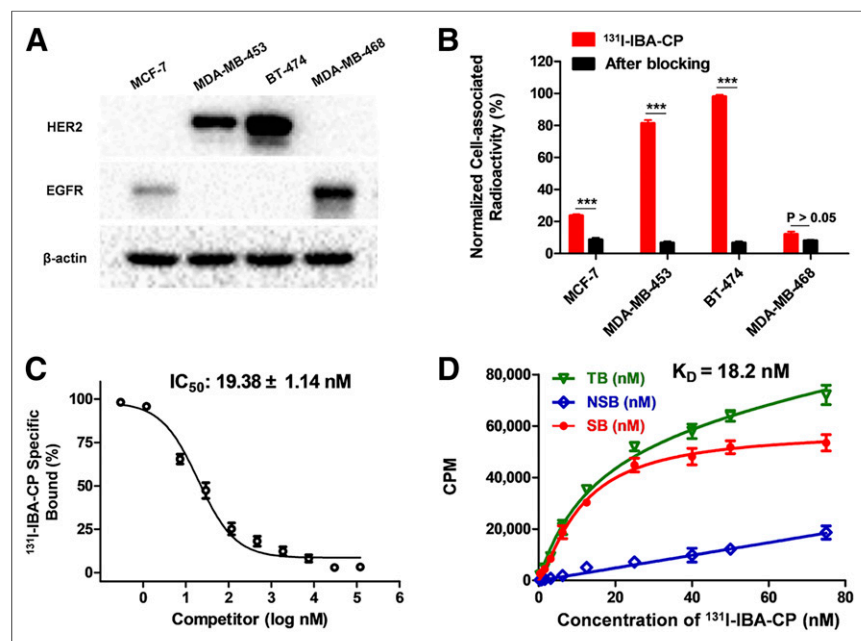 A
MCF-7
MDA-MB-453
BT-474
MDA-MB-468
HER2
EGFR
β-actin
B
¹³¹I-IBA-CP
After blocking
Normalized Cell-associated
Radioactivity (%)
120
100
80
60
40
20
0
***
***
***
P > 0.05
MCF-7
MDA-MB-453
BT-474
MDA-MB-468
C
IC₅₀: 19.38 ± 1.14 nM
¹³¹I-IBA-CP Specific
Bound (%)
100
75
50
25
0
0
1
2
3
4
5
6
Competitor (log nM)
D
TB (nM)
NSB (nM)
SB (nM)
K_D = 18.2 nM
CPM
80,000
60,000
40,000
20,000
0
0
20
40
60
80
Concentration of ¹³¹I-IBA-CP (nM)